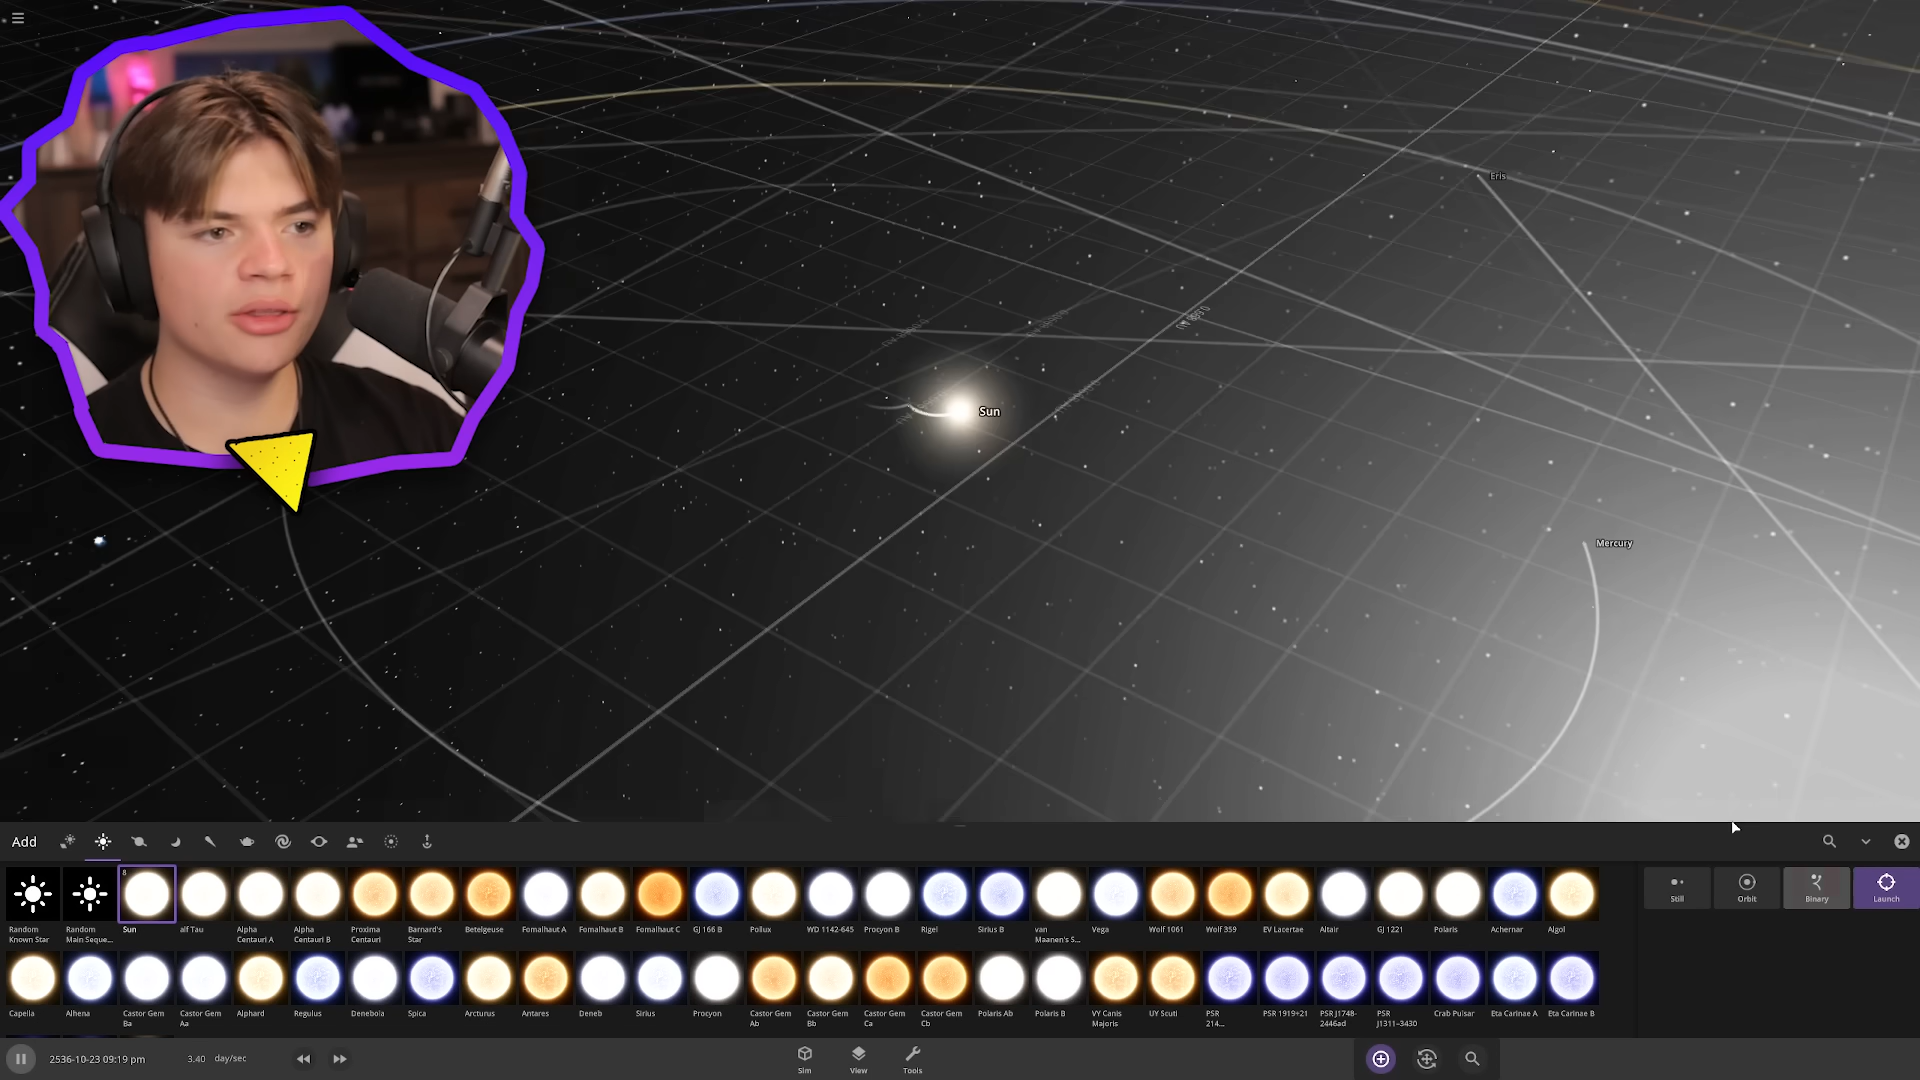 Eris
Sun
Mercury
Add
8
Random Known Star
Random Main Seque...
Sun
alf Tau
Alpha Centauri A
Alpha Centauri B
Proxima Centauri
Barnard's Star
Betelgeuse
Fomalhaut A
Fomalhaut B
Fomalhaut C
GJ 166 B
Pollux
WD 1142-645
Procyon B
Rigel
Sirius B
van Maanen's S...
Vega
Wolf 1061
Wolf 359
EV Lacertae
Altair
GJ 1221
Polaris
Achernar
Algol
Still
Orbit
Binary
Launch
Capella
Alhena
Castor Gem Ba
Castor Gem Aa
Alphard
Regulus
Denebola
Spica
Arcturus
Antares
Deneb
Sirius
Procyon
Castor Gem Ab
Castor Gem Bb
Castor Gem Ca
Castor Gem Cb
Polaris Ab
Polaris B
VY Canis Majoris
UY Scuti
PSR 214...
PSR 1919+21
PSR J1748-2446ad
PSR J1311-3430
Crab Pulsar
Eta Carinae A
Eta Carinae B
2536-10-23 09:19 pm
3.40 day/sec
Sim
View
Tools